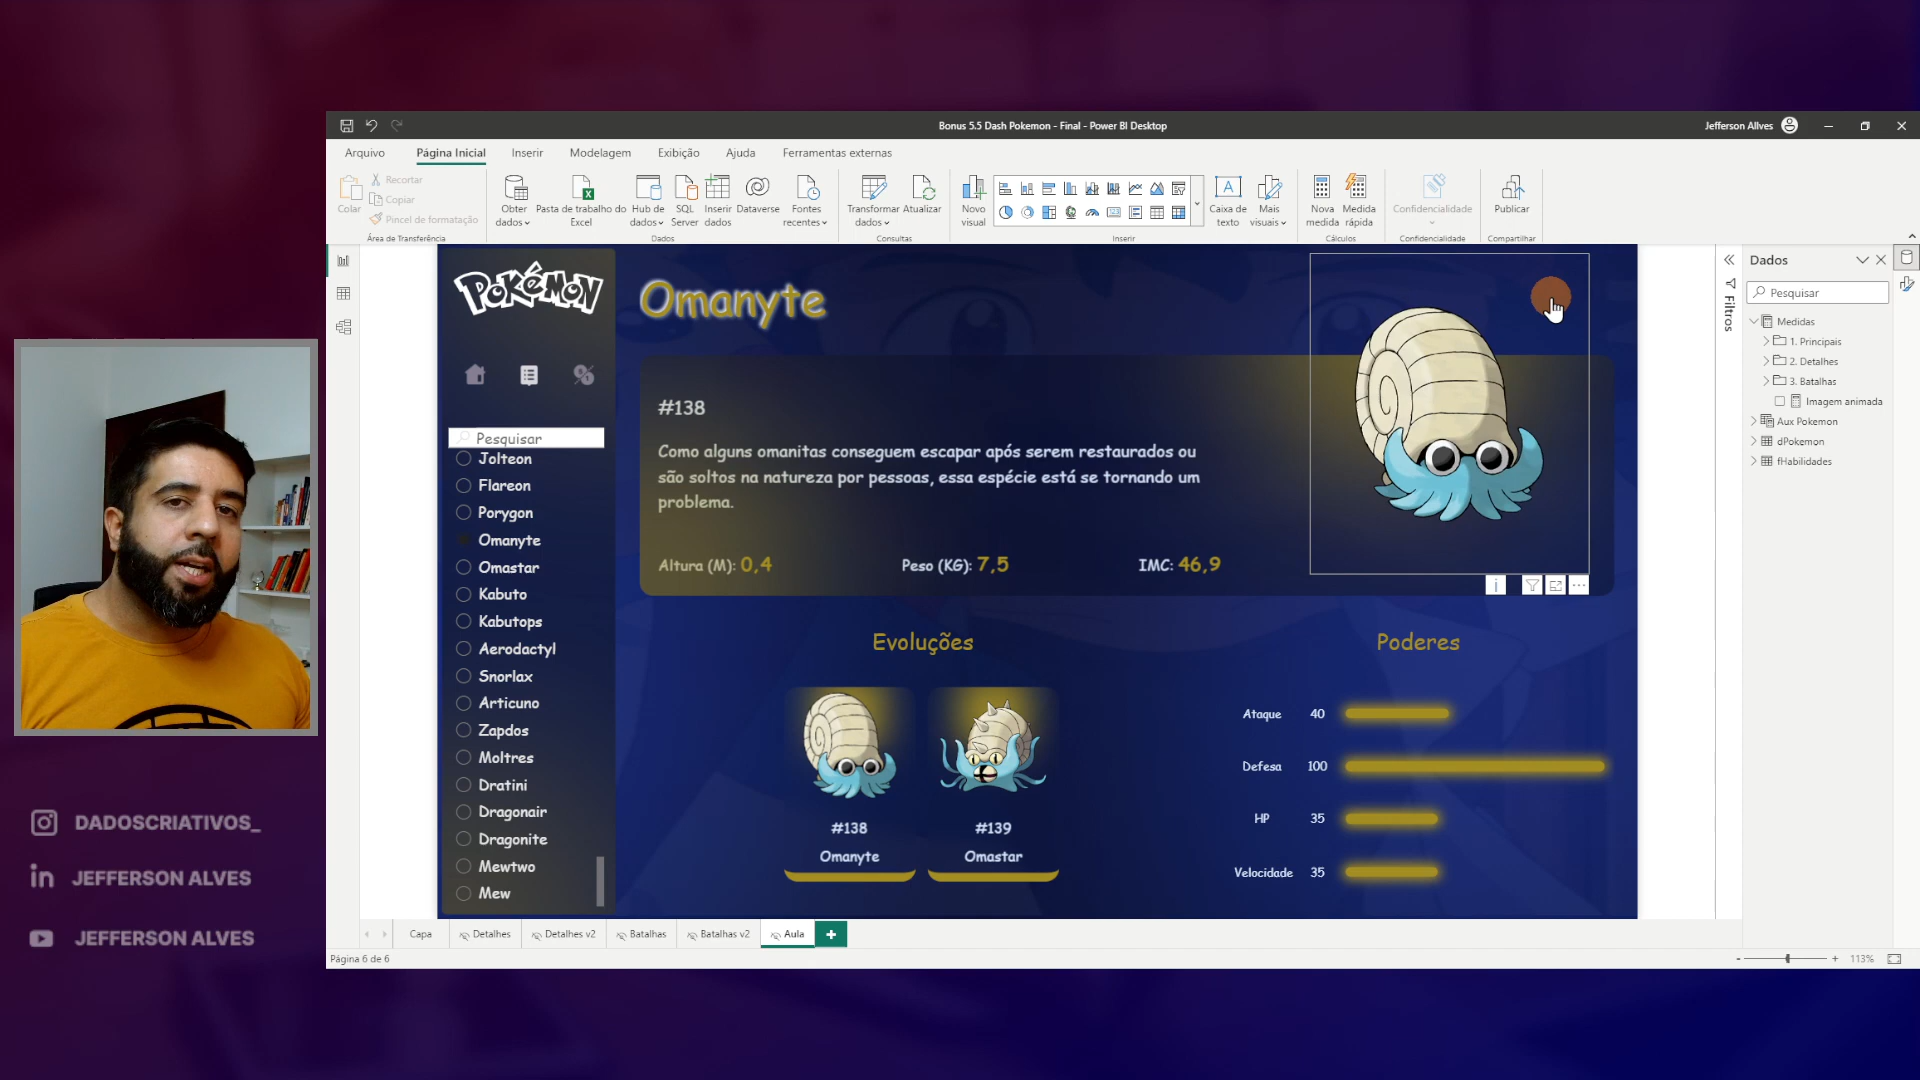 Bonus 5.5 Dash Pokemon - Final - Power BI Desktop
Jefferson Allves
Arquivo
Página Inicial
Inserir
Modelagem
Exibição
Ajuda
Ferramentas externas
Colar
Recortar
Copiar
Pincel de formatação
Área de Transferência
Obter dados
Pasta de trabalho do Excel
Hub de dados
SQL Server
Inserir dados
Dataverse
Fontes recentes
Dados
Transformar dados
Atualizar
Consultas
Novo visual
Caixa de texto
Mais visuais
Inserir
Nova medida
Medida rápida
Cálculos
Confidencialidade
Confidencialidade
Publicar
Compartilhar
POKéMON
Pesquisar
Jolteon
Flareon
Porygon
Omanyte
Omastar
Kabuto
Kabutops
Aerodactyl
Snorlax
Articuno
Zapdos
Moltres
Dratini
Dragonair
Dragonite
Mewtwo
Mew
Omanyte
#138
Como alguns omanitas conseguem escapar após serem restaurados ou
são soltos na natureza por pessoas, essa espécie está se tornando um
problema.
Altura (M): 0,4
Peso (KG): 7,5
IMC: 46,9
Evoluções
#138
Omanyte
#139
Omastar
Poderes
Ataque 40
Defesa 100
HP 35
Velocidade 35
Filtros
Dados
Pesquisar
Medidas
1. Principais
2. Detalhes
3. Batalhas
Imagem animada
Aux Pokemon
dPokemon
fHabilidades
Capa
Detalhes
Detalhes v2
Batalhas
Batalhas v2
Aula
Página 6 de 6
113%
DADOSCRIATIVOS_
JEFFERSON ALVES
JEFFERSON ALVES